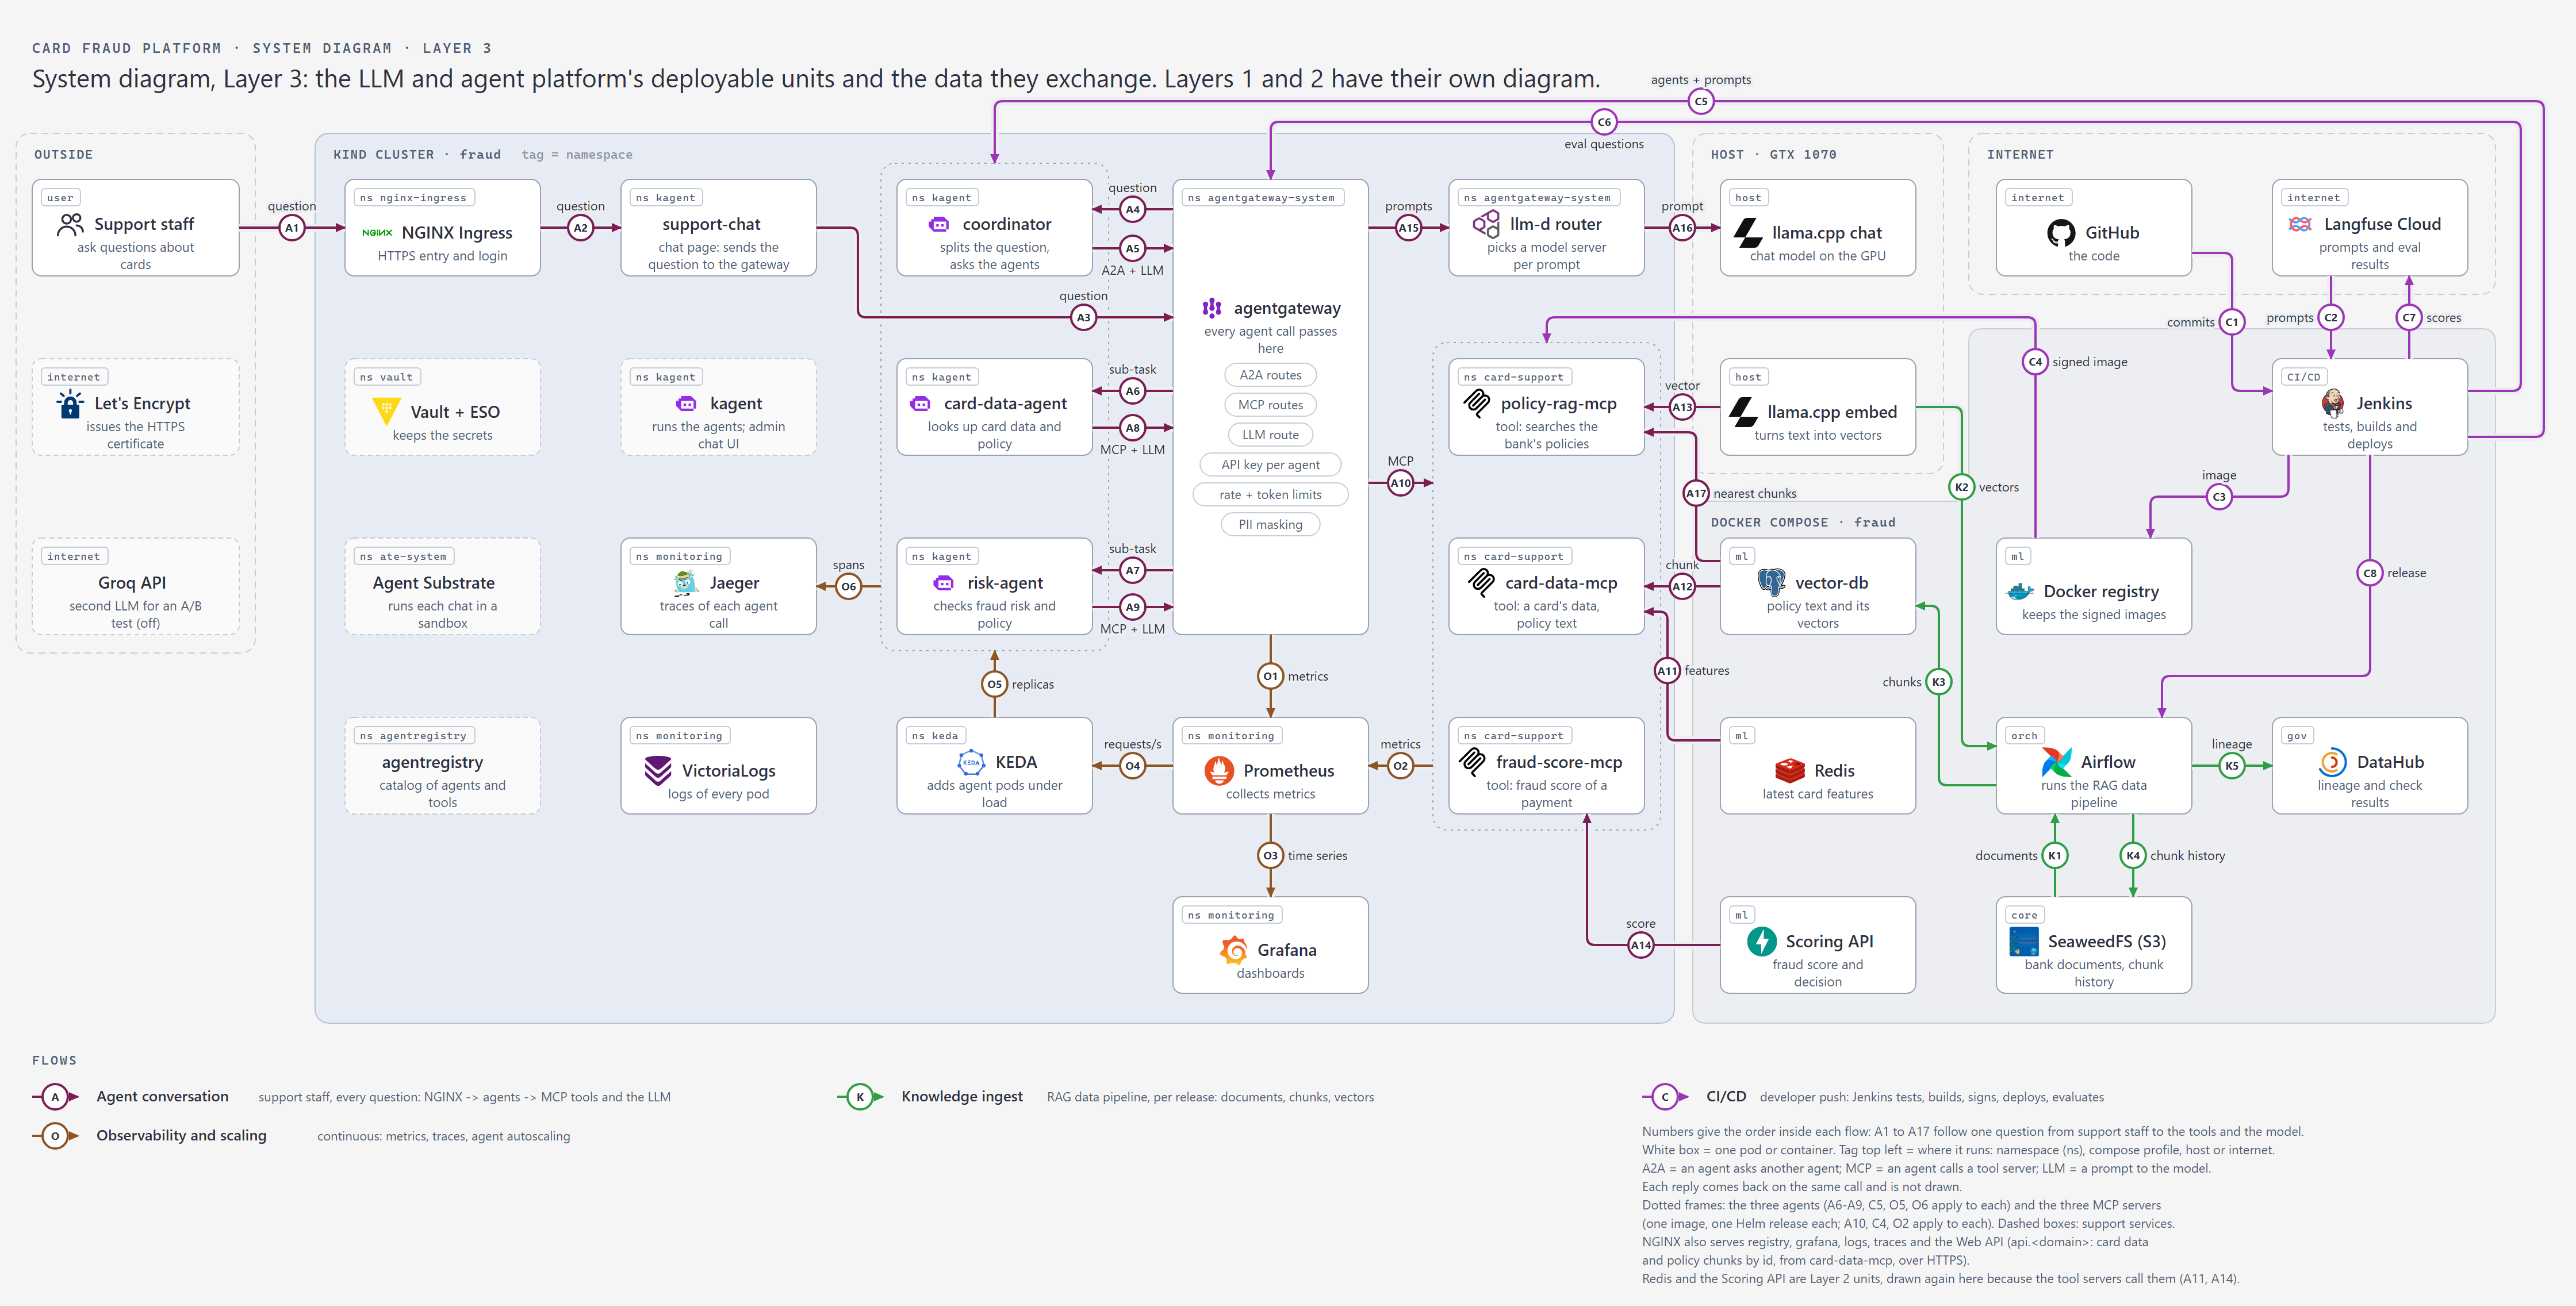 CARD FRAUD PLATFORM · SYSTEM DIAGRAM · LAYER 3
System diagram, Layer 3: the LLM and agent platform's deployable units and the data they exchange. Layers 1 and 2 have their own diagram.
agents + prompts
C5
C6
eval questions
OUTSIDE
KIND CLUSTER · fraud
tag = namespace
HOST · GTX 1070
INTERNET
user
Support staff
ask questions about
cards
question
A1
ns nginx-ingress
NGINX
NGINX Ingress
HTTPS entry and login
question
A2
ns kagent
support-chat
chat page: sends the
question to the gateway
ns kagent
coordinator
splits the question,
asks the agents
question
A4
A5
A2A + LLM
question
A3
ns agentgateway-system
agentgateway
every agent call passes
here
A2A routes
MCP routes
LLM route
API key per agent
rate + token limits
PII masking
prompts
A15
ns agentgateway-system
llm-d router
picks a model server
per prompt
prompt
A16
host
llama.cpp chat
chat model on the GPU
internet
GitHub
the code
internet
Langfuse Cloud
prompts and eval
results
commits
C1
prompts
C2
C7
scores
internet
Let's Encrypt
issues the HTTPS
certificate
ns vault
Vault + ESO
keeps the secrets
ns kagent
kagent
runs the agents; admin
chat UI
ns kagent
card-data-agent
looks up card data and
policy
sub-task
A6
A8
MCP + LLM
MCP
A10
ns card-support
policy-rag-mcp
tool: searches the
bank's policies
vector
A13
host
llama.cpp embed
turns text into vectors
C4
signed image
CI/CD
Jenkins
tests, builds and
deploys
A17
nearest chunks
K2
vectors
image
C3
DOCKER COMPOSE · fraud
internet
Groq API
second LLM for an A/B
test (off)
ns ate-system
Agent Substrate
runs each chat in a
sandbox
ns monitoring
Jaeger
traces of each agent
call
spans
O6
ns kagent
risk-agent
checks fraud risk and
policy
sub-task
A7
A9
MCP + LLM
ns card-support
card-data-mcp
tool: a card's data,
policy text
chunk
A12
ml
vector-db
policy text and its
vectors
ml
Docker registry
keeps the signed images
C8
release
O5
replicas
O1
metrics
A11
features
chunks
K3
ns agentregistry
agentregistry
catalog of agents and
tools
ns monitoring
VictoriaLogs
logs of every pod
ns keda
KEDA
KEDA
adds agent pods under
load
requests/s
O4
ns monitoring
Prometheus
collects metrics
metrics
O2
ns card-support
fraud-score-mcp
tool: fraud score of a
payment
ml
Redis
latest card features
orch
Airflow
runs the RAG data
pipeline
lineage
K5
gov
DataHub
lineage and check
results
O3
time series
documents
K1
K4
chunk history
ns monitoring
Grafana
dashboards
score
A14
ml
Scoring API
fraud score and
decision
core
SeaweedFS (S3)
bank documents, chunk
history
FLOWS
A
Agent conversation
support staff, every question: NGINX -> agents -> MCP tools and the LLM
K
Knowledge ingest
RAG data pipeline, per release: documents, chunks, vectors
C
CI/CD
developer push: Jenkins tests, builds, signs, deploys, evaluates
O
Observability and scaling
continuous: metrics, traces, agent autoscaling
Numbers give the order inside each flow: A1 to A17 follow one question from support staff to the tools and the model.
White box = one pod or container. Tag top left = where it runs: namespace (ns), compose profile, host or internet.
A2A = an agent asks another agent; MCP = an agent calls a tool server; LLM = a prompt to the model.
Each reply comes back on the same call and is not drawn.
Dotted frames: the three agents (A6-A9, C5, O5, O6 apply to each) and the three MCP servers
(one image, one Helm release each; A10, C4, O2 apply to each). Dashed boxes: support services.
NGINX also serves registry, grafana, logs, traces and the Web API (api.<domain>: card data
and policy chunks by id, from card-data-mcp, over HTTPS).
Redis and the Scoring API are Layer 2 units, drawn again here because the tool servers call them (A11, A14).